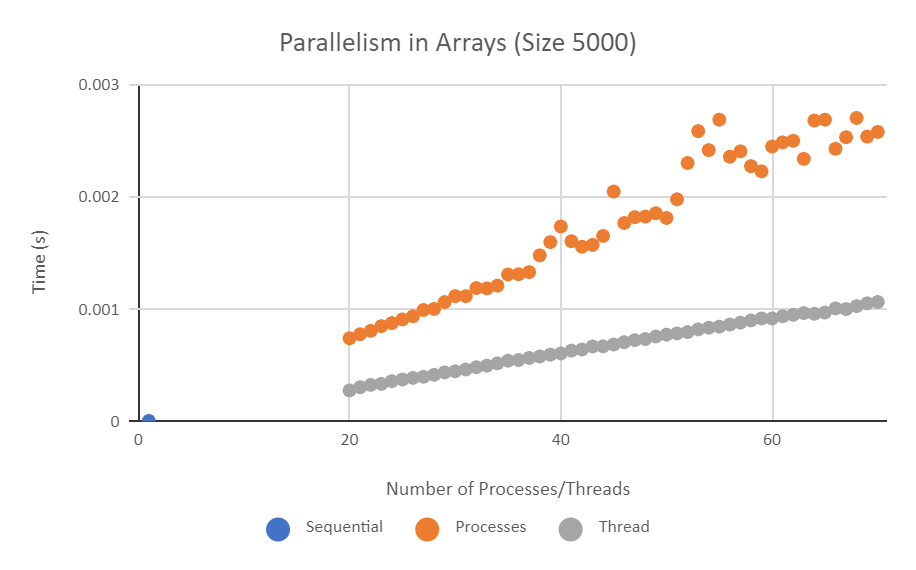 Parallelism in Arrays (Size 5000)
0.003
0.002
0.001
0
Time (s)
0 20 40 60
Number of Processes/Threads
Sequential Processes Thread